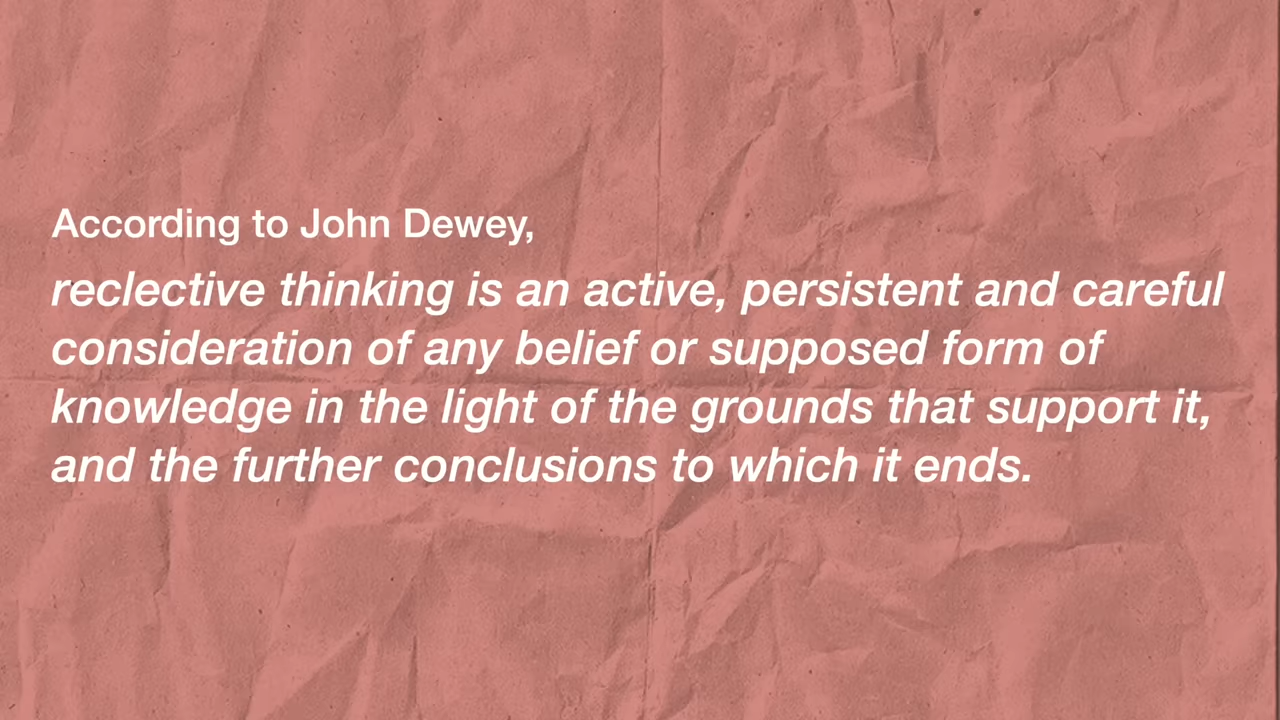 According to John Dewey,
reclective thinking is an active, persistent and careful
consideration of any belief or supposed form of
knowledge in the light of the grounds that support it,
and the further conclusions to which it ends.